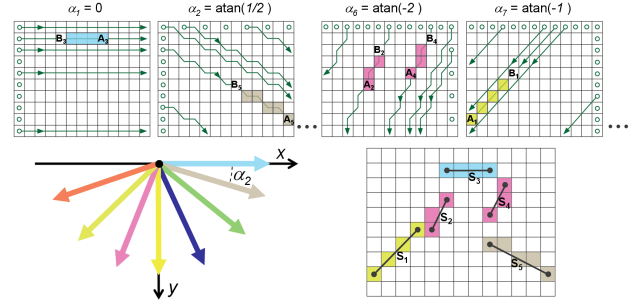 α₁ = 0
α₂ = atan(1/2)
α₆ = atan(-2)
α₇ = atan(-1)
B₃ A₃
B₅
A₅
B₂
A₂
B₄
A₄
B₁
A₁
...
...
x
α₂
y
S₃
S₂
S₄
S₁
S₅